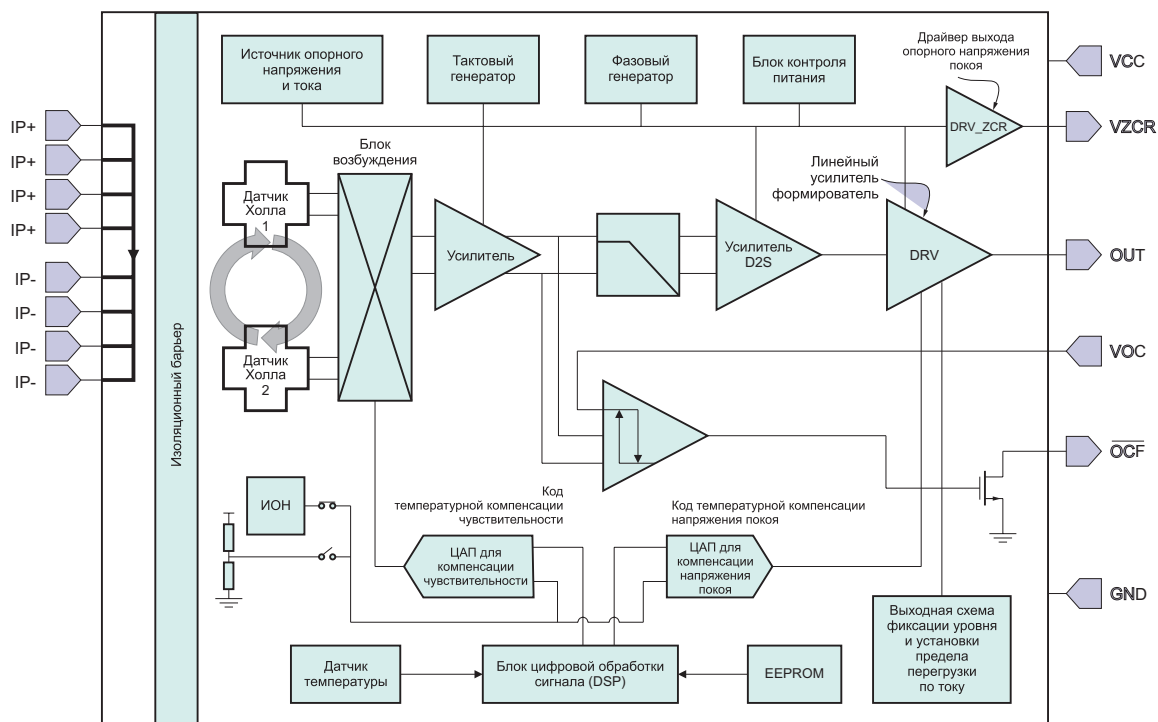 Источник опорного
напряжения
и тока
Тактовый
генератор
Фазовый
генератор
Блок контроля
питания
Драйвер выхода
опорного напряжения
покоя
DRV_ZCR
VCC
VZCR
IP+
IP+
IP+
IP+
IP-
IP-
IP-
IP-
Изоляционный барьер
Датчик
Холла
1
Датчик
Холла
2
Блок
возбуждения
Усилитель
Усилитель
D2S
Линейный
усилитель
формирователь
DRV
OUT
VOC
OCF
GND
ИОН
Код
температурной компенсации
чувствительности
ЦАП для
компенсации
чувствительности
Код температурной компенсации
напряжения покоя
ЦАП для
компенсации
напряжения
покоя
Выходная схема
фиксации уровня
и установки
предела
перегрузки
по току
Датчик
температуры
Блок цифровой обработки
сигнала (DSP)
EEPROM